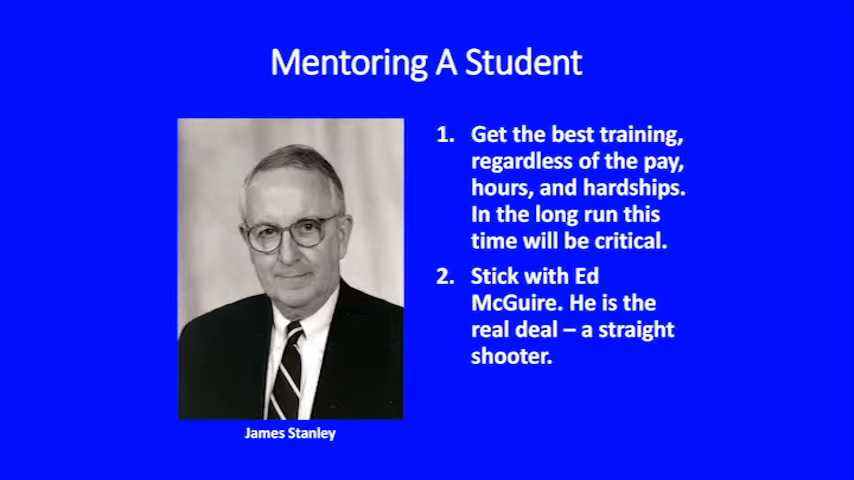 Mentoring A Student
1. Get the best training,
regardless of the pay,
hours, and hardships.
In the long run this
time will be critical.
2. Stick with Ed
McGuire. He is the
real deal – a straight
shooter.
James Stanley